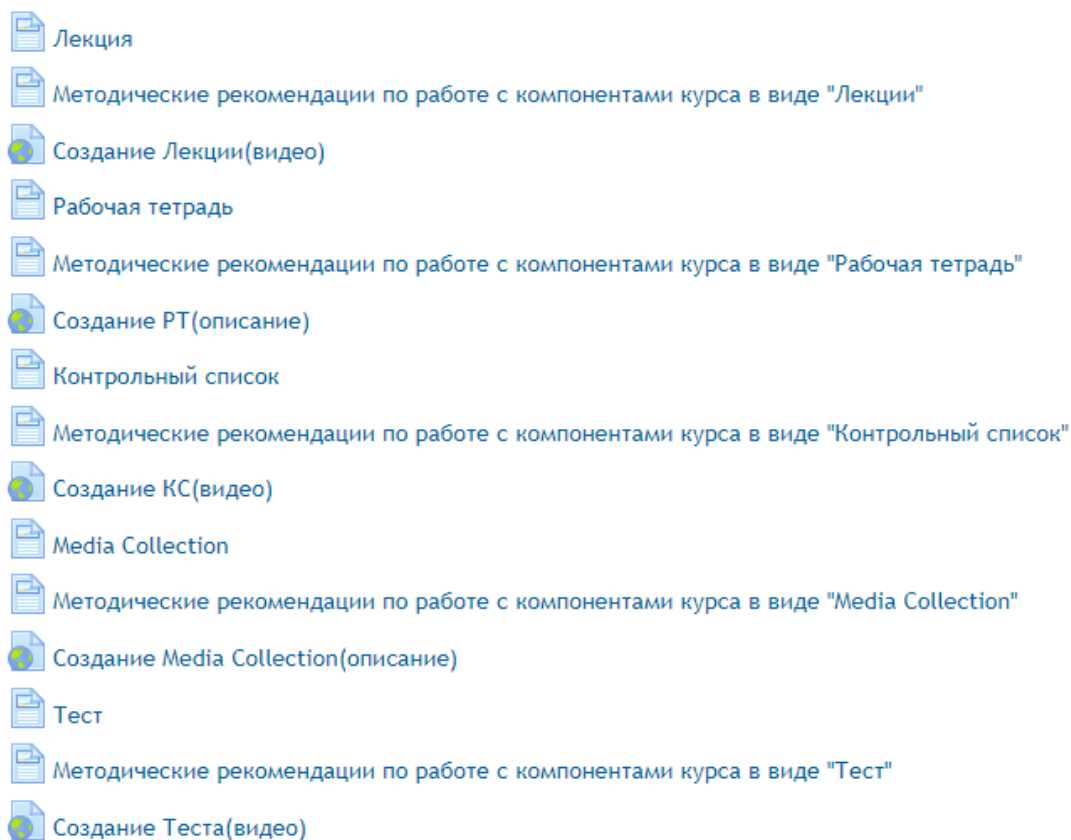 Лекция
Методические рекомендации по работе с компонентами курса в виде "Лекции"
Создание Лекции(видео)
Рабочая тетрадь
Методические рекомендации по работе с компонентами курса в виде "Рабочая тетрадь"
Создание РТ(описание)
Контрольный список
Методические рекомендации по работе с компонентами курса в виде "Контрольный список"
Создание КС(видео)
Media Collection
Методические рекомендации по работе с компонентами курса в виде "Media Collection"
Создание Media Collection(описание)
Тест
Методические рекомендации по работе с компонентами курса в виде "Тест"
Создание Теста(видео)